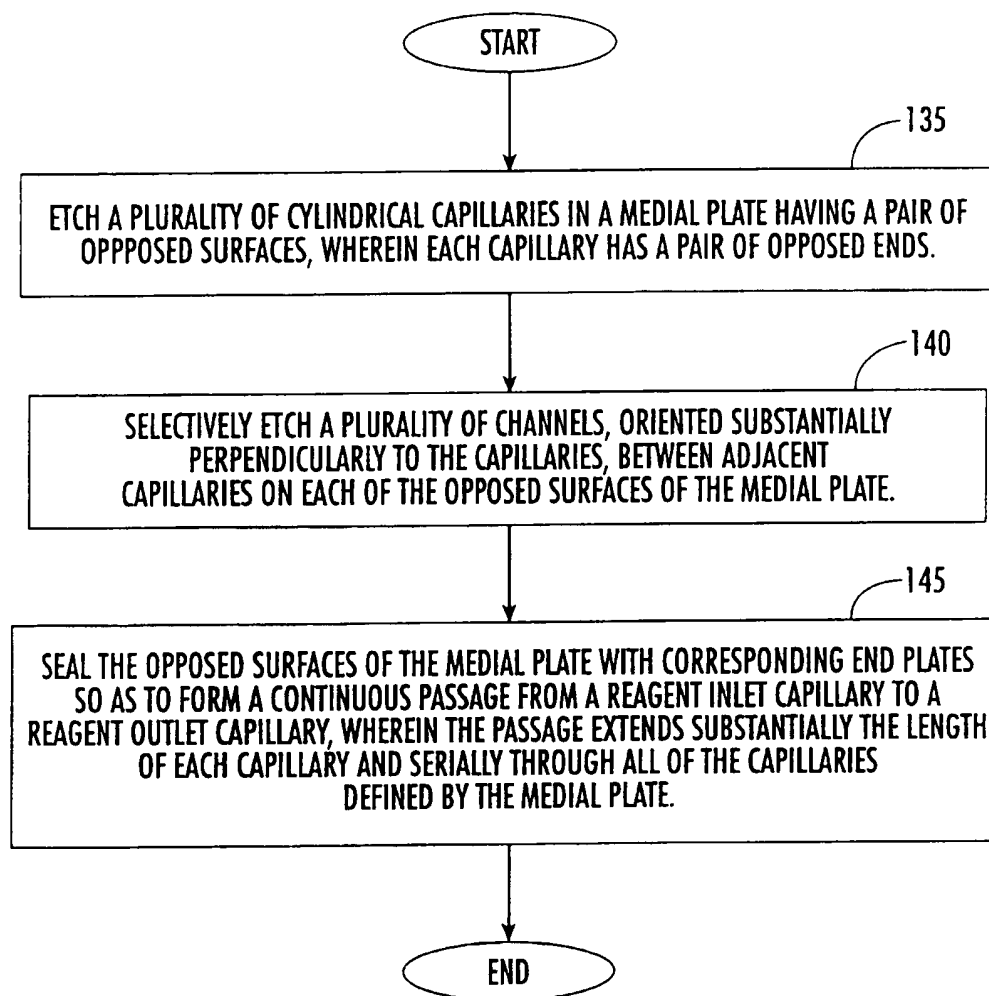 START
135
ETCH A PLURALITY OF CYLINDRICAL CAPILLARIES IN A MEDIAL PLATE HAVING A PAIR OF
OPPPOSED SURFACES, WHEREIN EACH CAPILLARY HAS A PAIR OF OPPOSED ENDS.
140
SELECTIVELY ETCH A PLURALITY OF CHANNELS, ORIENTED SUBSTANTIALLY
PERPENDICULARLY TO THE CAPILLARIES, BETWEEN ADJACENT
CAPILLARIES ON EACH OF THE OPPOSED SURFACES OF THE MEDIAL PLATE.
145
SEAL THE OPPOSED SURFACES OF THE MEDIAL PLATE WITH CORRESPONDING END PLATES
SO AS TO FORM A CONTINUOUS PASSAGE FROM A REAGENT INLET CAPILLARY TO A
REAGENT OUTLET CAPILLARY, WHEREIN THE PASSAGE EXTENDS SUBSTANTIALLY THE LENGTH
OF EACH CAPILLARY AND SERIALLY THROUGH ALL OF THE CAPILLARIES
DEFINED BY THE MEDIAL PLATE.
END